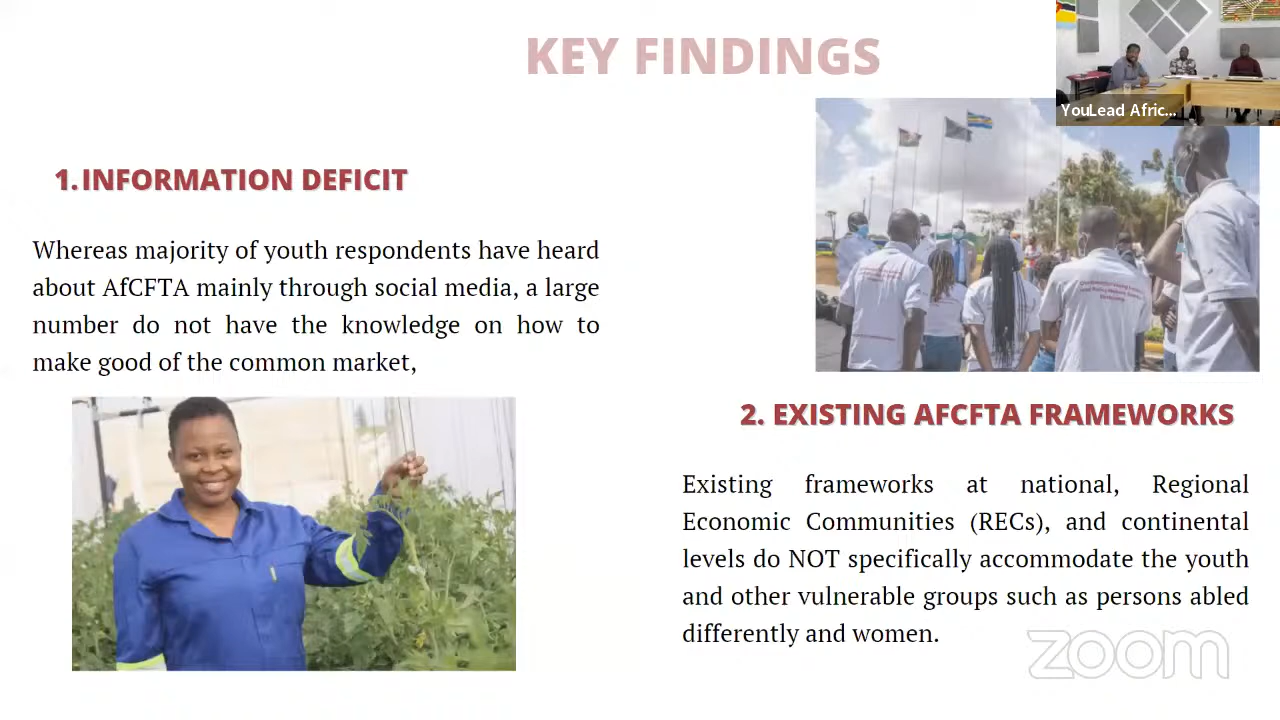 KEY FINDINGS
YouLead Afric...
1. INFORMATION DEFICIT
Whereas majority of youth respondents have heard
about AfCFTA mainly through social media, a large
number do not have the knowledge on how to
make good of the common market,
2. EXISTING AFCFTA FRAMEWORKS
Existing frameworks at national, Regional
Economic Communities (RECs), and continental
levels do NOT specifically accommodate the youth
and other vulnerable groups such as persons abled
differently and women.
zoom